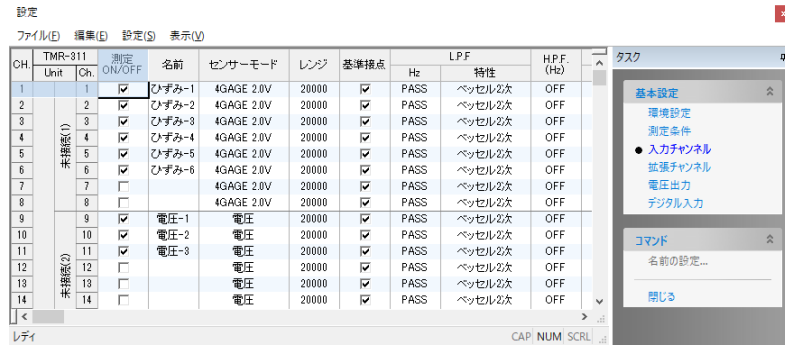 設定
ファイル(F) 編集(E) 設定(S) 表示(V)
CH. TMR-311 Unit Ch. 測定 ON/OFF 名前 センサーモード レンジ 基準接点 L.P.F Hz 特性 H.P.F. (Hz)
1 1 ひずみ-1 4GAGE 2.0V 20000 PASS ベッセル2次 OFF
2 2 ひずみ-2 4GAGE 2.0V 20000 PASS ベッセル2次 OFF
3 3 ひずみ-3 4GAGE 2.0V 20000 PASS ベッセル2次 OFF
4 4 ひずみ-4 4GAGE 2.0V 20000 PASS ベッセル2次 OFF
5 5 ひずみ-5 4GAGE 2.0V 20000 PASS ベッセル2次 OFF
6 6 ひずみ-6 4GAGE 2.0V 20000 PASS ベッセル2次 OFF
7 7 4GAGE 2.0V 20000 PASS ベッセル2次 OFF
8 8 4GAGE 2.0V 20000 PASS ベッセル2次 OFF
未接続(1)
9 9 電圧-1 電圧 20000 PASS ベッセル2次 OFF
10 10 電圧-2 電圧 20000 PASS ベッセル2次 OFF
11 11 電圧-3 電圧 20000 PASS ベッセル2次 OFF
12 12 電圧 20000 PASS ベッセル2次 OFF
13 13 電圧 20000 PASS ベッセル2次 OFF
14 14 電圧 20000 PASS ベッセル2次 OFF
未接続(2)
レディ CAP NUM SCRL
タスク
基本設定
環境設定
測定条件
入力チャンネル
拡張チャンネル
電圧出力
デジタル入力
コマンド
名前の設定...
閉じる